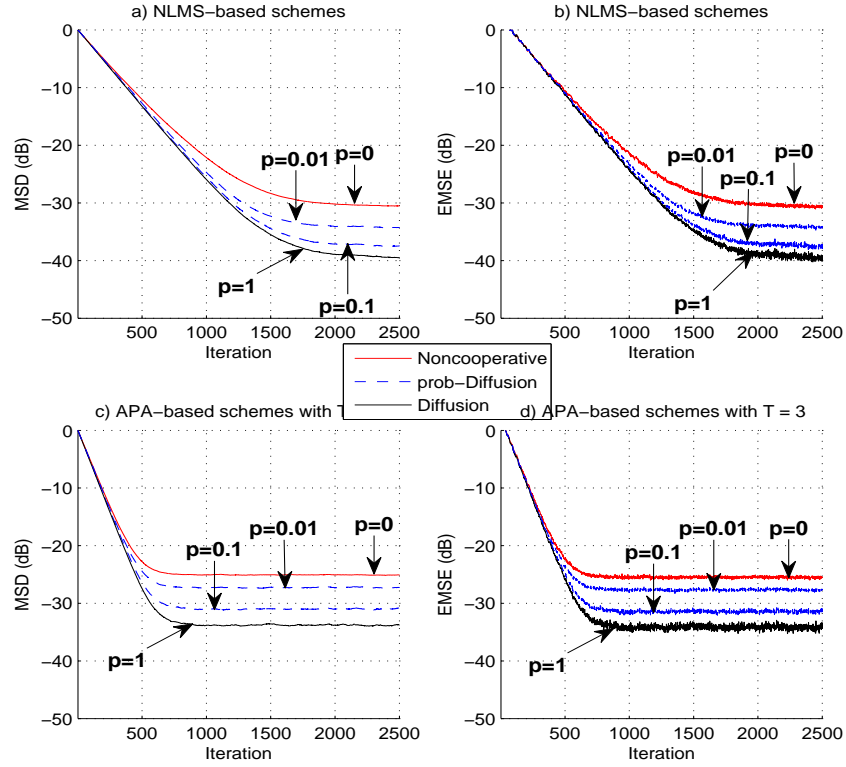 a) NLMS−based schemes
0
−10
−20
−30
−40
−50
MSD (dB)
500
1000
1500
2000
2500
Iteration
p=0.01
p=0
p=1
p=0.1
b) NLMS−based schemes
0
−10
−20
−30
−40
−50
EMSE (dB)
500
1000
1500
2000
2500
Iteration
p=0.01
p=0
p=0.1
p=1
Noncooperative
prob−Diffusion
Diffusion
c) APA−based schemes with T
0
−10
−20
−30
−40
−50
MSD (dB)
500
1000
1500
2000
2500
Iteration
p=0.1
p=0.01
p=0
p=1
d) APA−based schemes with T = 3
0
−10
−20
−30
−40
−50
EMSE (dB)
500
1000
1500
2000
2500
Iteration
p=0.1
p=0.01
p=0
p=1